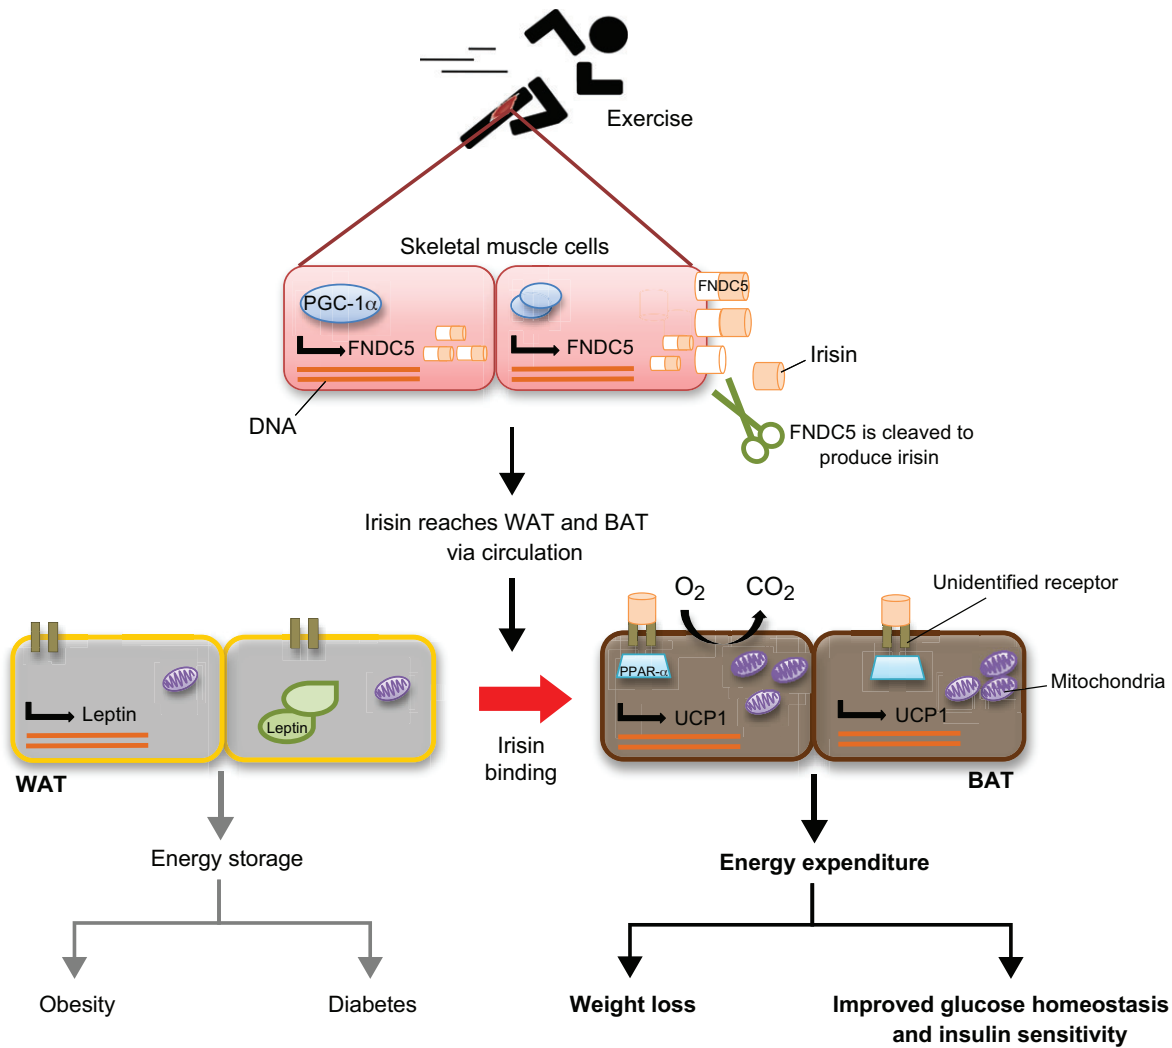 Exercise
Skeletal muscle cells
PGC-1α
FNDC5
FNDC5
FNDC5
Irisin
DNA
FNDC5 is cleaved to
produce irisin
Irisin reaches WAT and BAT
via circulation
O2
CO2
Unidentified receptor
PPAR-α
Mitochondria
Leptin
Leptin
UCP1
UCP1
Irisin
binding
WAT
BAT
Energy storage
Energy expenditure
Obesity
Diabetes
Weight loss
Improved glucose homeostasis
and insulin sensitivity